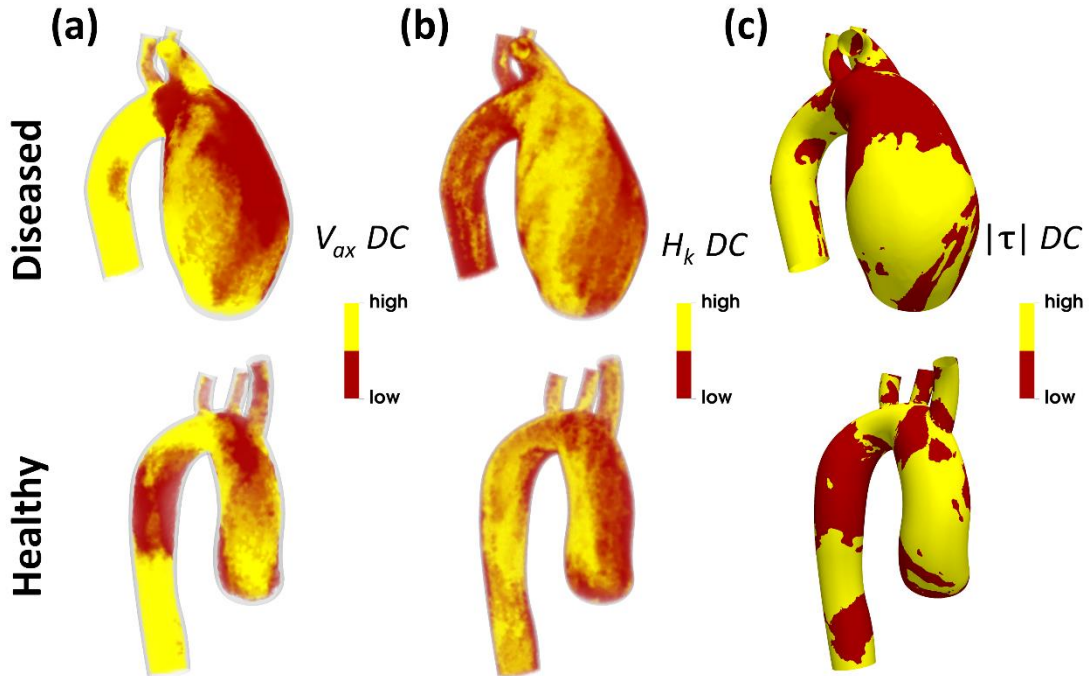 (a)
(b)
(c)
Diseased
V_ax DC
high
low
H_k DC
high
low
|τ| DC
high
low
Healthy